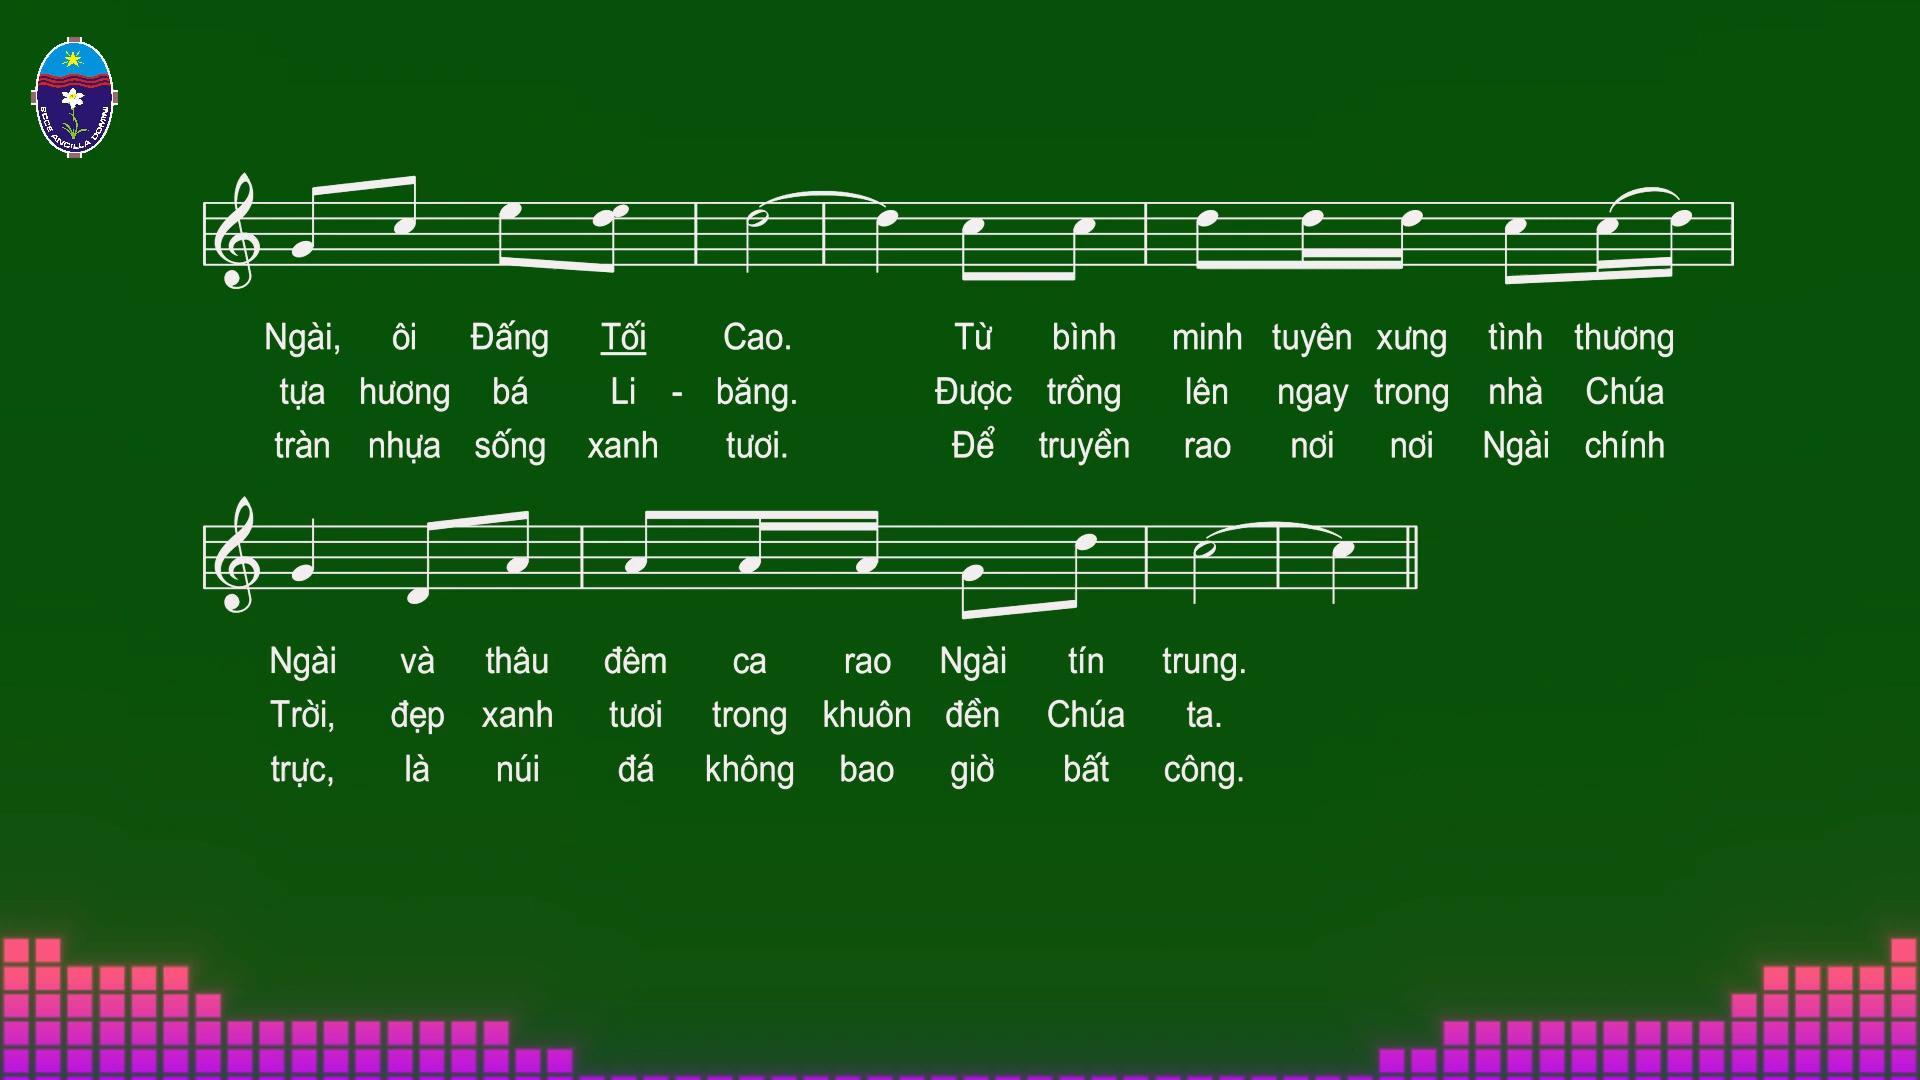 ECCE ANCILLA DOMINI
Ngài, ôi Đấng Tối Cao. Từ bình minh tuyên xưng tình thương
tựa hương bá Li - băng. Được trồng lên ngay trong nhà Chúa
tràn nhựa sống xanh tươi. Để truyền rao nơi nơi Ngài chính
Ngài và thâu đêm ca rao Ngài tín trung.
Trời, đẹp xanh tươi trong khuôn đền Chúa ta.
trực, là núi đá không bao giờ bất công.